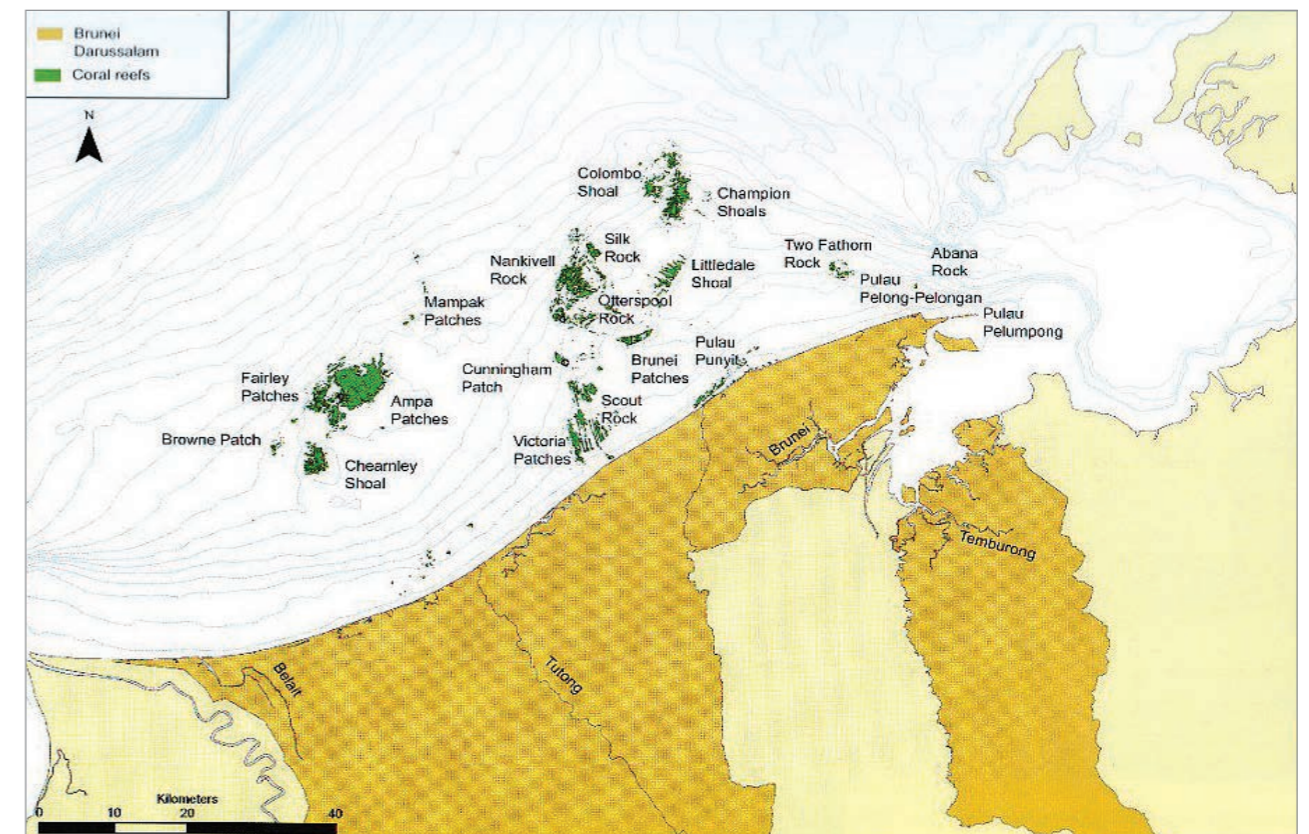 Brunei
Darussalam
Coral reefs
N
Colombo
Shoal
Champion
Shoals
Silk
Rock
Nankivell
Rock
Littledale
Shoal
Two Fathom
Rock
Abana
Rock
Pulau
Pelong-Pelongan
Otterspool
Rock
Mampak
Patches
Pulau
Pelumpong
Pulau
Punyit
Brunei
Patches
Cunningham
Patch
Fairley
Patches
Ampa
Patches
Scout
Rock
Browne Patch
Victoria
Patches
Chearnley
Shoal
Brunei
Temburong
Belait
Tutong
Kilometers
0 10 20 40